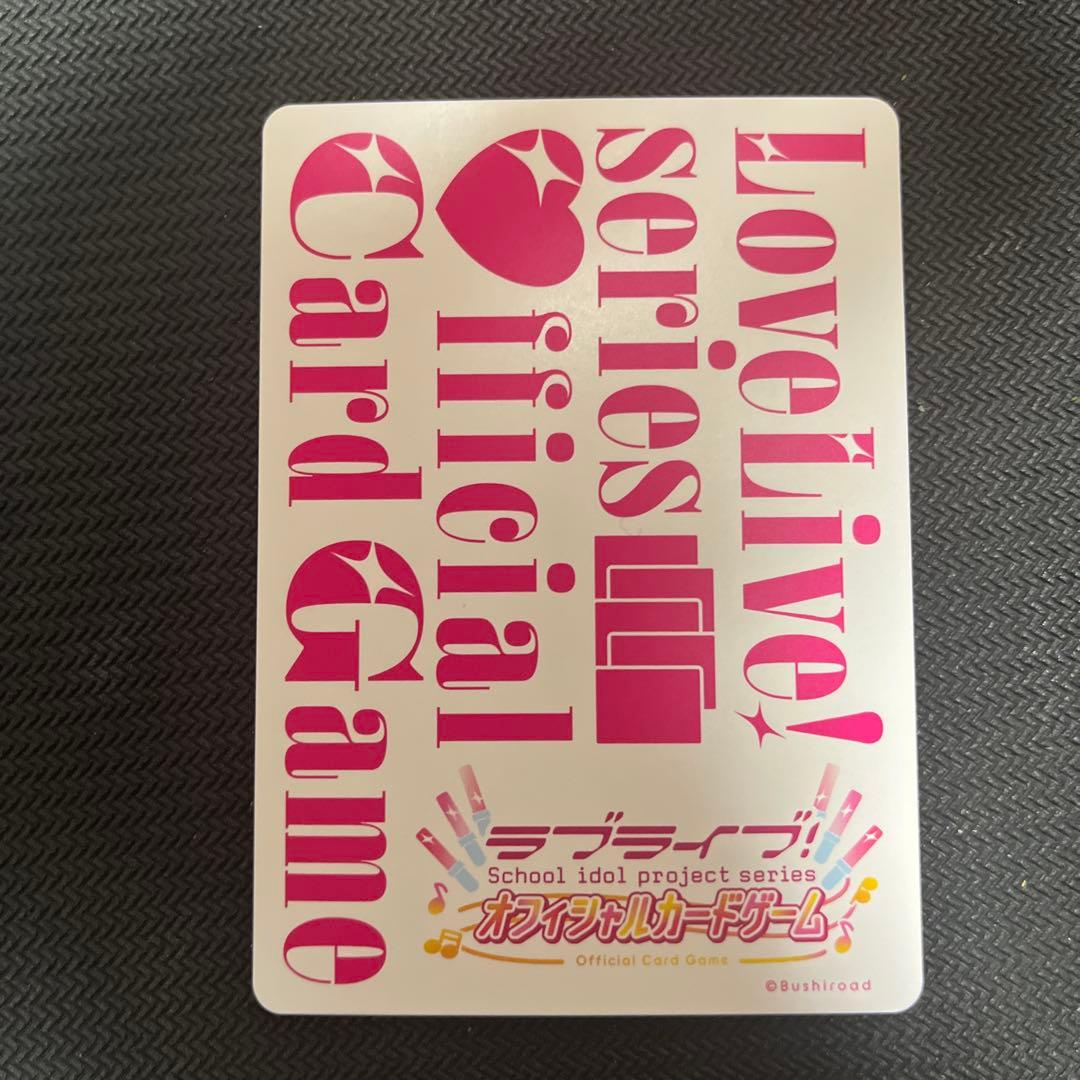 LoveLive!
series
♥fficial
Card Game
ラブライブ!
School idol project series
オフィシャルカードゲーム
Official Card Game
©Bushiroad